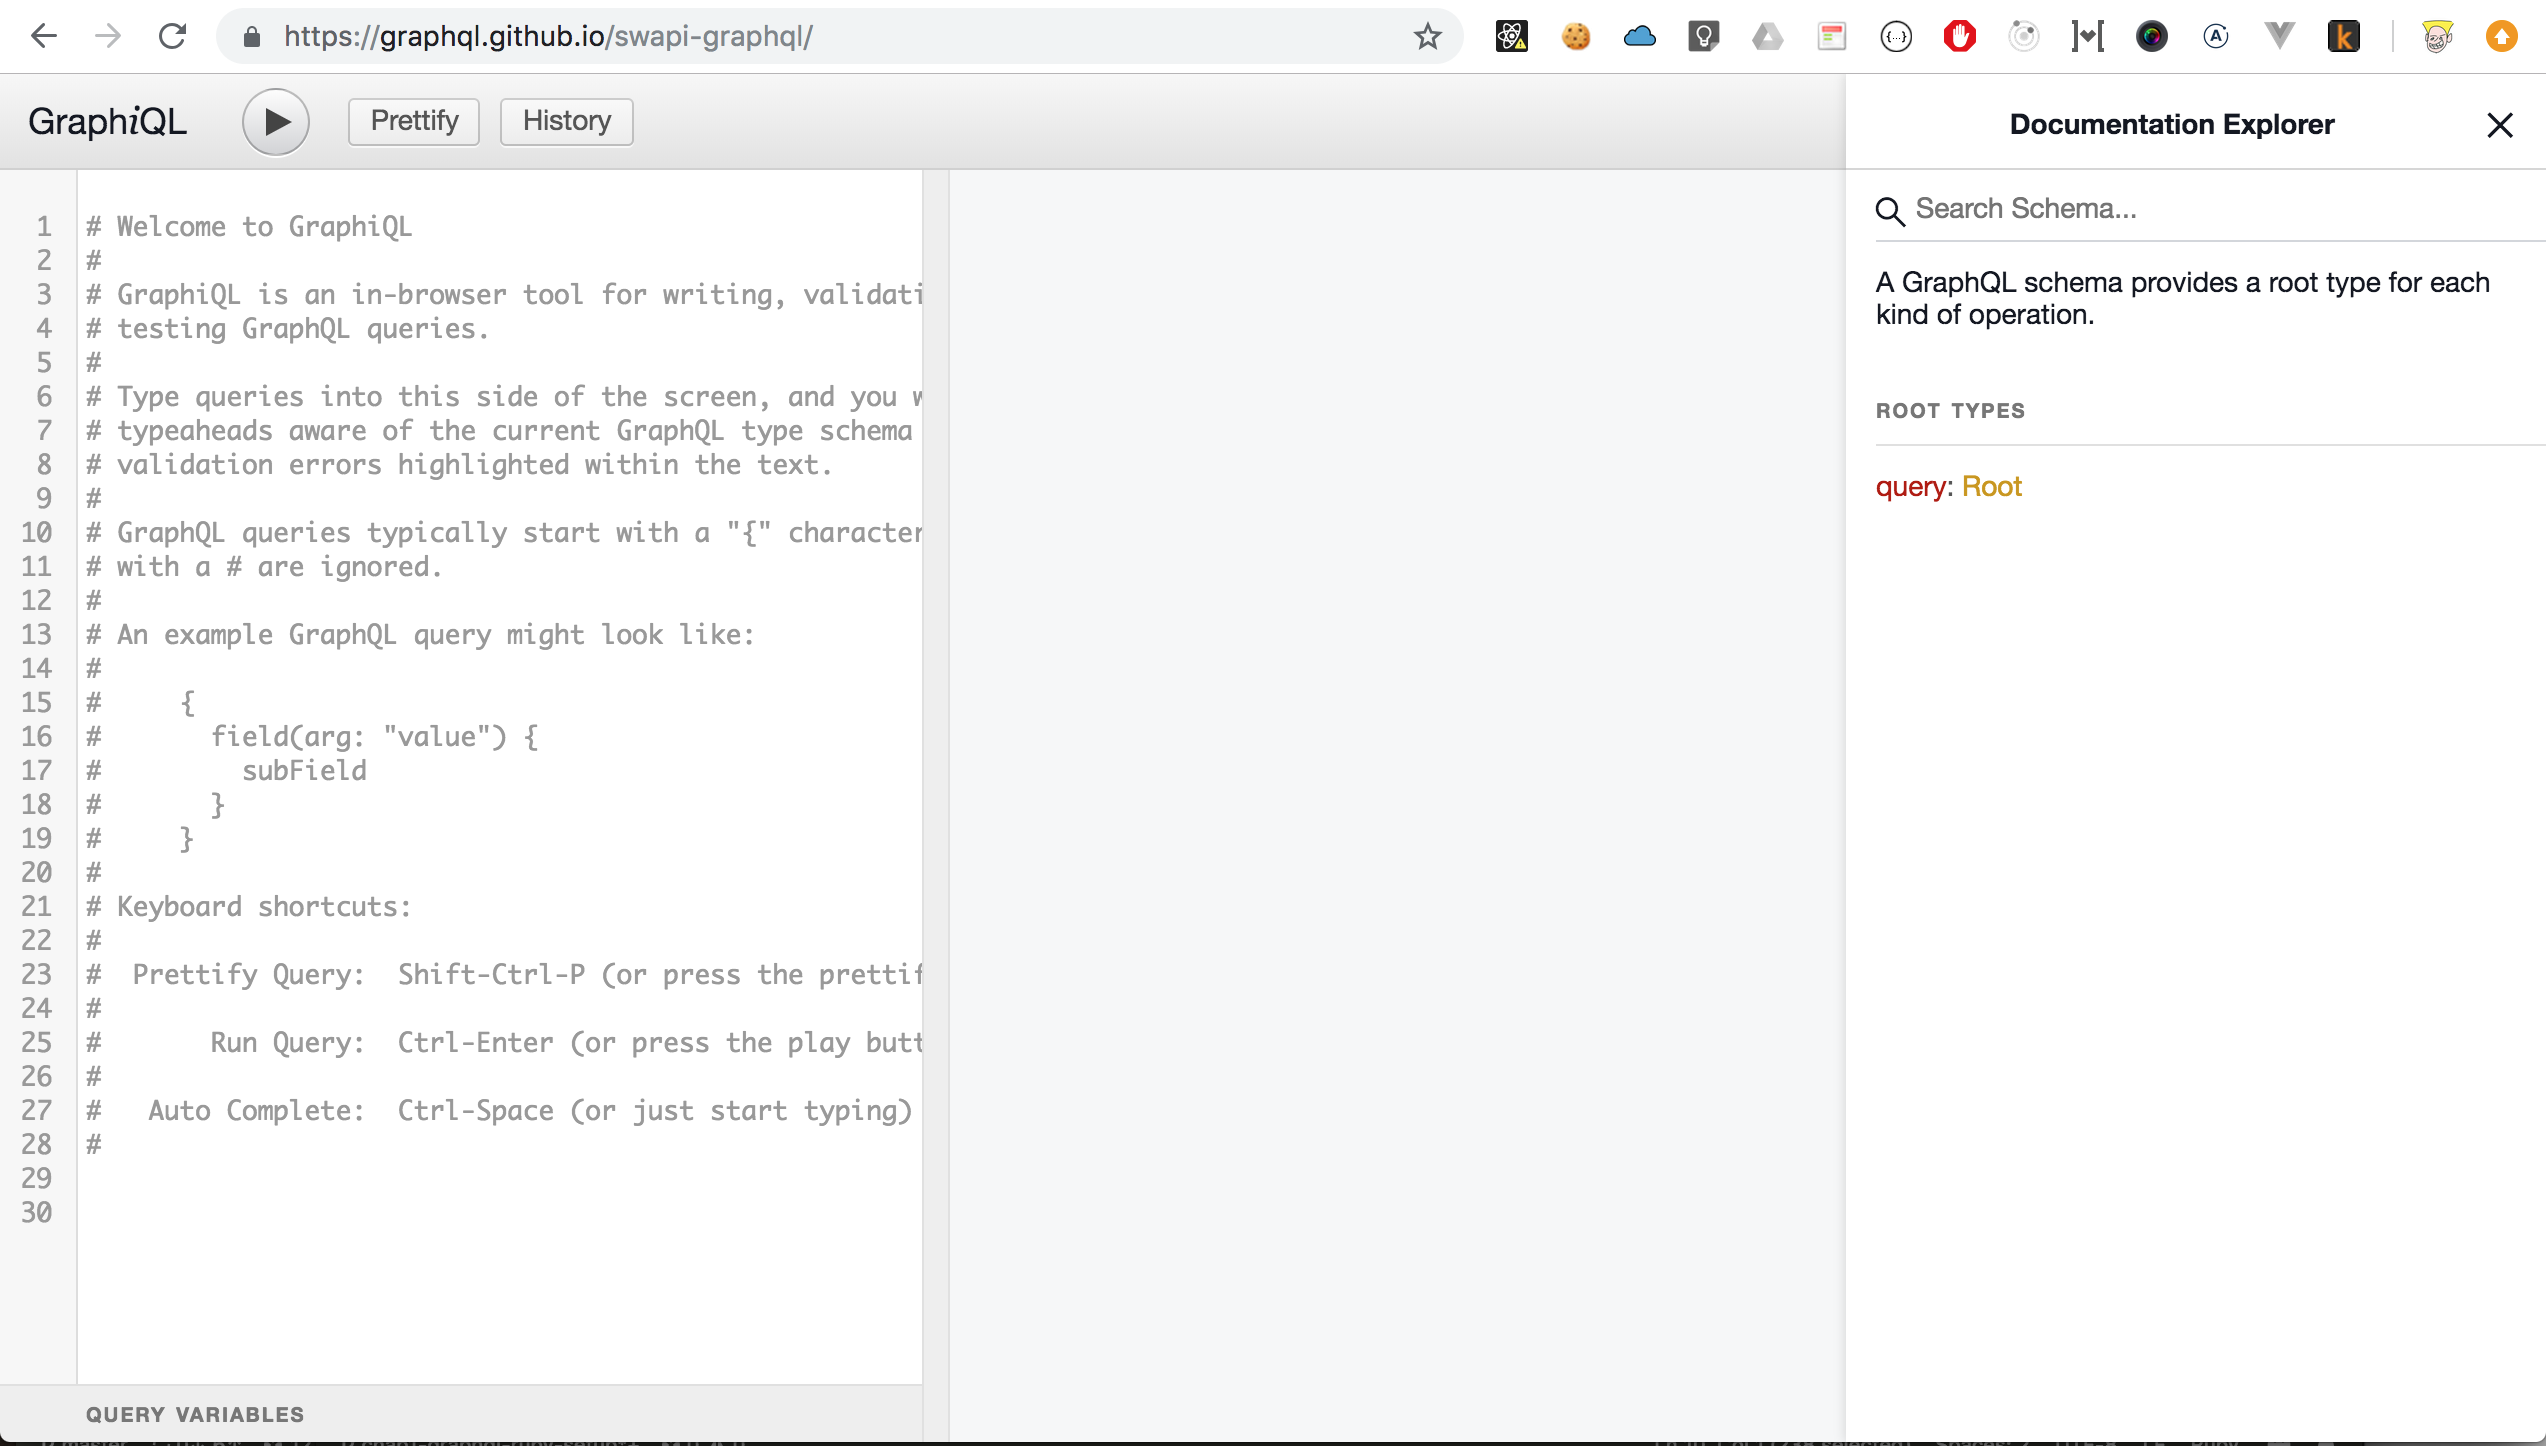 https://graphql.github.io/swapi-graphql/
GraphiQL
Prettify
History
1 # Welcome to GraphiQL
2 #
3 # GraphiQL is an in-browser tool for writing, validati
4 # testing GraphQL queries.
5 #
6 # Type queries into this side of the screen, and you w
7 # typeaheads aware of the current GraphQL type schema
8 # validation errors highlighted within the text.
9 #
10 # GraphQL queries typically start with a "{" character
11 # with a # are ignored.
12 #
13 # An example GraphQL query might look like:
14 #
15 #     {
16 #       field(arg: "value") {
17 #         subField
18 #       }
19 #     }
20 #
21 # Keyboard shortcuts:
22 #
23 #  Prettify Query:  Shift-Ctrl-P (or press the prettif
24 #
25 #       Run Query:  Ctrl-Enter (or press the play butt
26 #
27 #   Auto Complete:  Ctrl-Space (or just start typing)
28 #
29
30
QUERY VARIABLES
Documentation Explorer
Search Schema...
A GraphQL schema provides a root type for each
kind of operation.
ROOT TYPES
query: Root